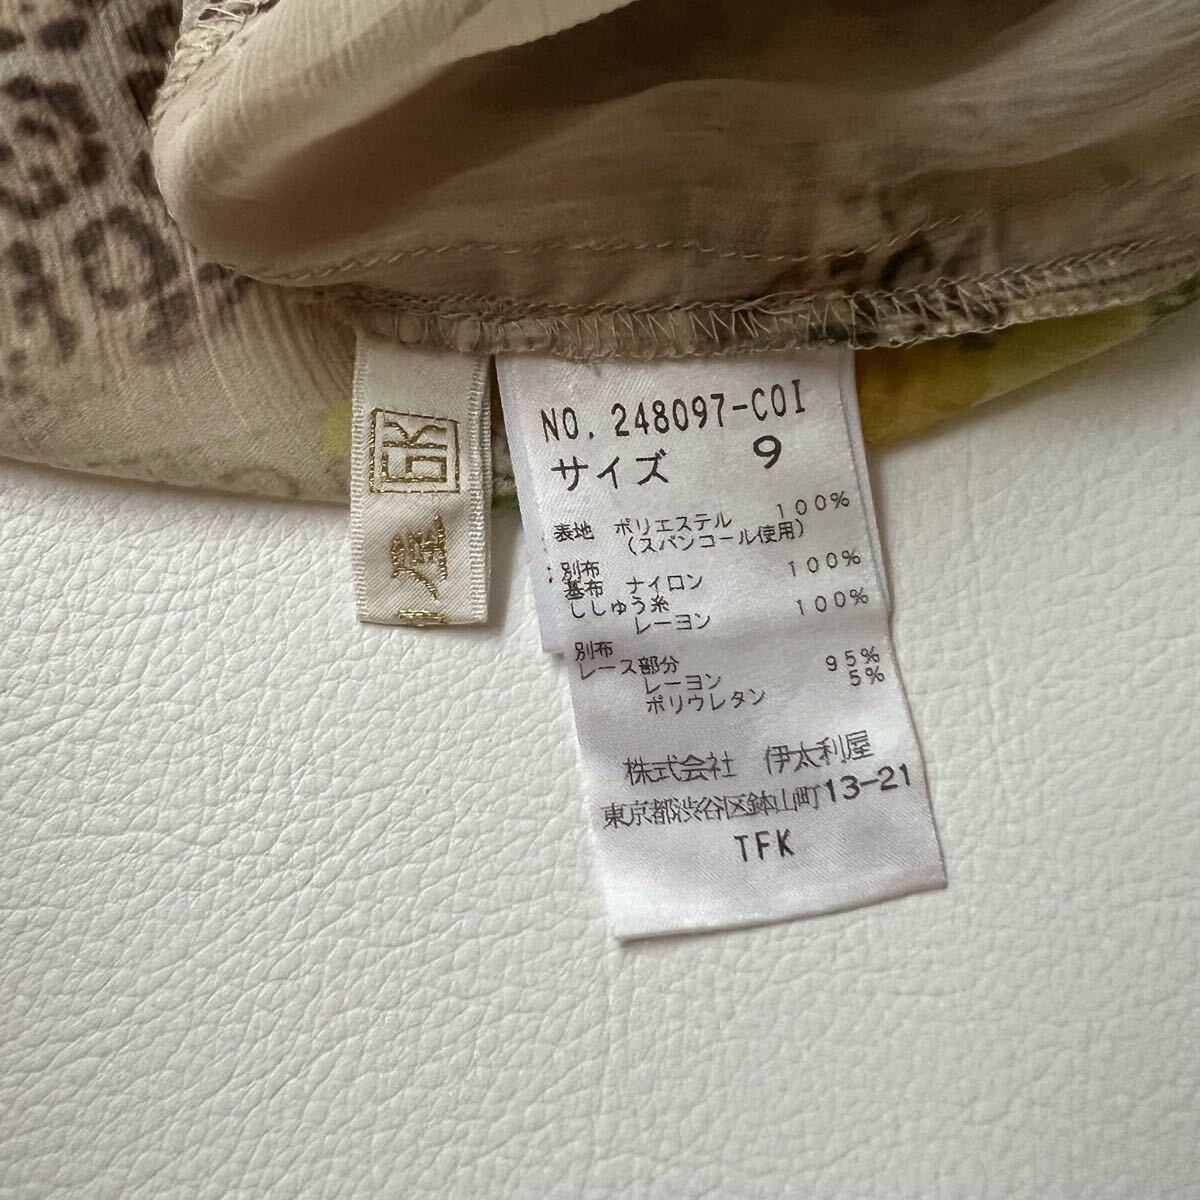 GK
屋
NO. 248097-COI
サイズ 9
表地 ポリエステル 100%
(スパンコール使用)
別布
基布 ナイロン 100%
ししゅう糸
レーヨン 100%
別布
レース部分
レーヨン 95%
ポリウレタン 5%
株式会社 伊太利屋
東京都渋谷区鉢山町13-21
TFK